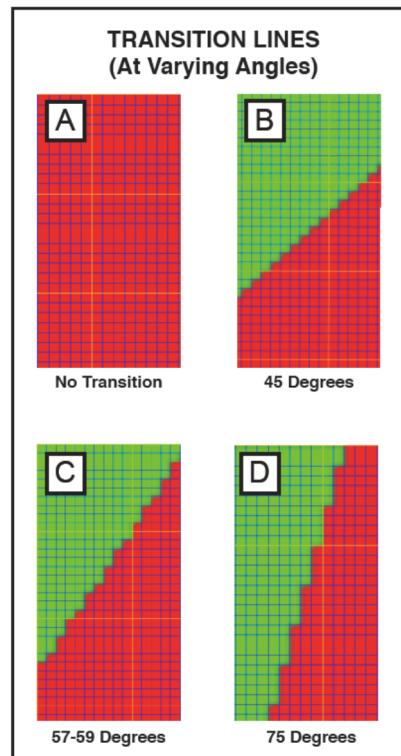 TRANSITION LINES
(At Varying Angles)
A
B
No Transition
45 Degrees
C
D
57-59 Degrees
75 Degrees